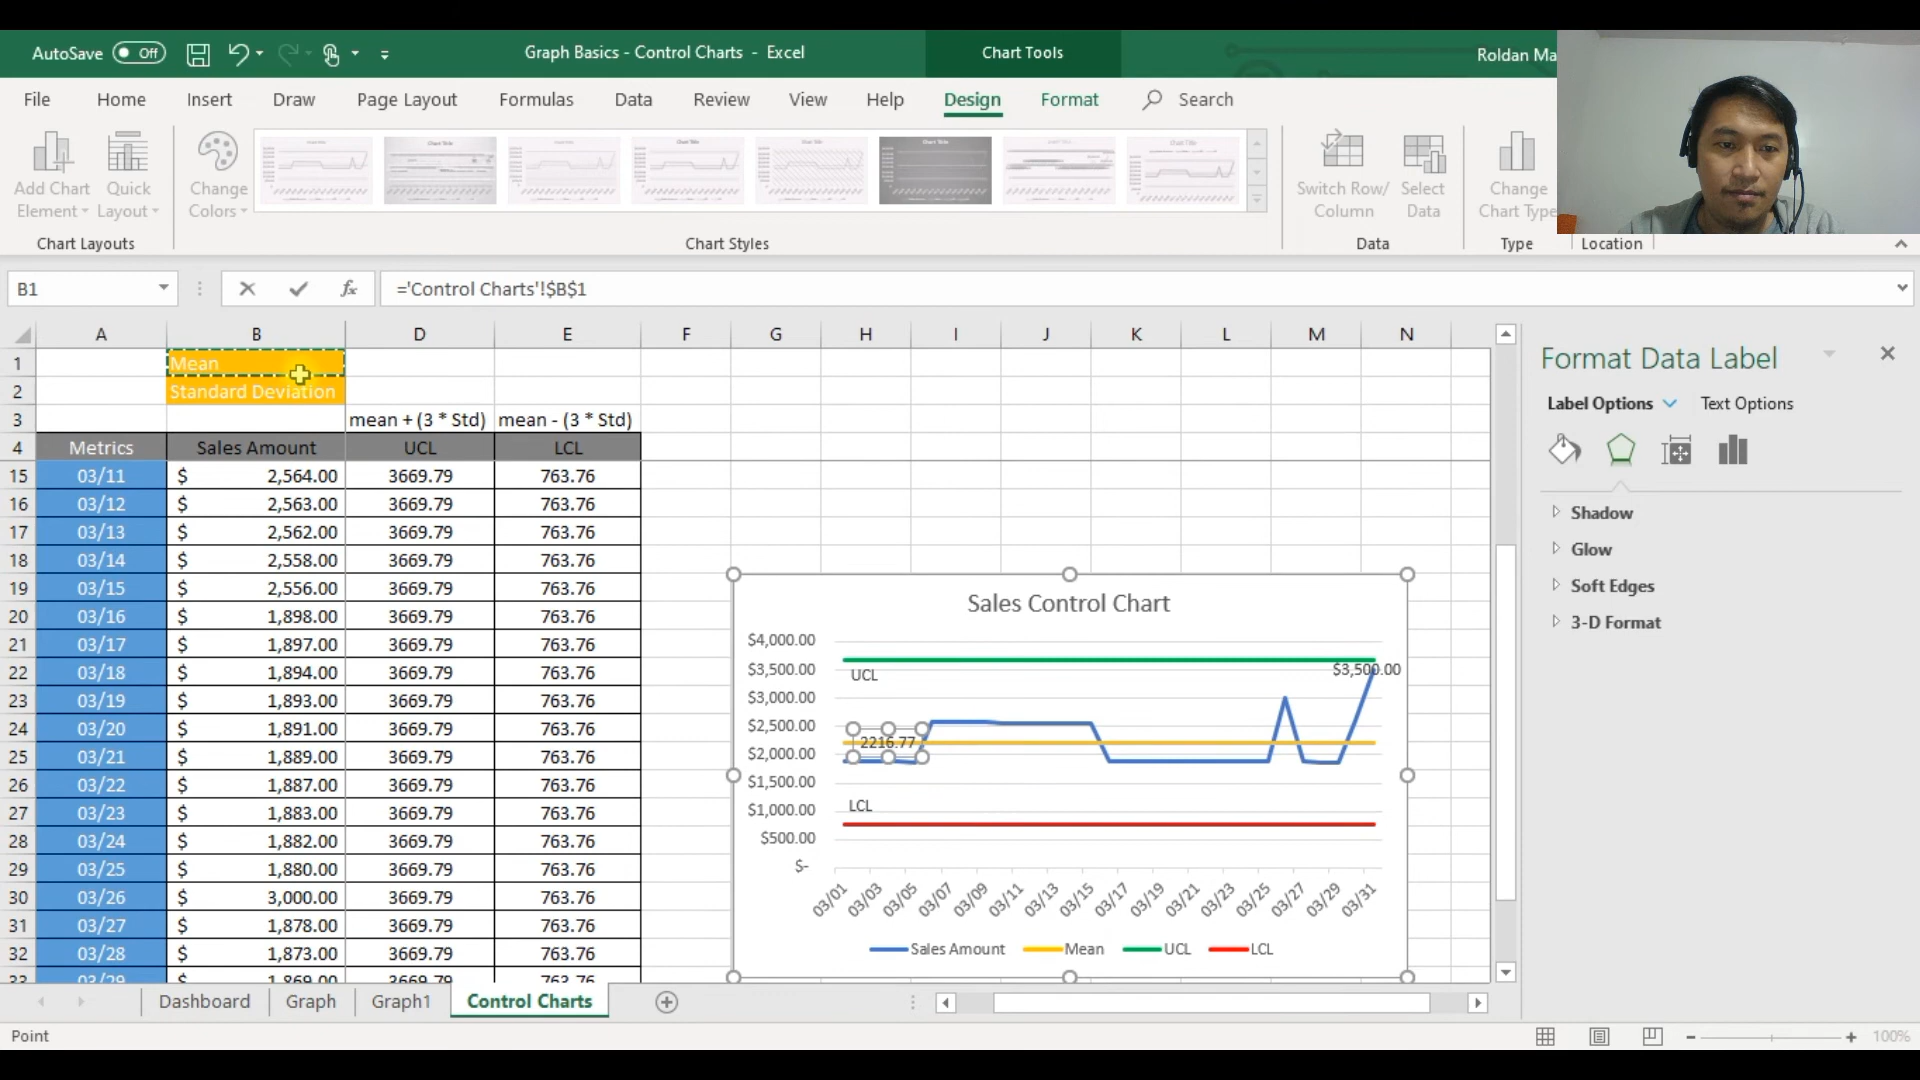 AutoSave Off
Graph Basics - Control Charts - Excel
Chart Tools
Roldan Ma
File Home Insert Draw Page Layout Formulas Data Review View Help Design Format Search
Add Chart Element
Quick Layout
Change Colors
Switch Row/ Column
Select Data
Change Chart Type
Chart Layouts
Chart Styles
Data
Type
Location
B1
fx
='Control Charts'!$B$1
A B D E F G H I J K L M N
1 Mean
2 Standard Deviation
3 mean + (3 * Std) mean - (3 * Std)
4 Metrics Sales Amount UCL LCL
15 03/11 $ 2,564.00 3669.79 763.76
16 03/12 $ 2,563.00 3669.79 763.76
17 03/13 $ 2,562.00 3669.79 763.76
18 03/14 $ 2,558.00 3669.79 763.76
19 03/15 $ 2,556.00 3669.79 763.76
20 03/16 $ 1,898.00 3669.79 763.76
21 03/17 $ 1,897.00 3669.79 763.76
22 03/18 $ 1,894.00 3669.79 763.76
23 03/19 $ 1,893.00 3669.79 763.76
24 03/20 $ 1,891.00 3669.79 763.76
25 03/21 $ 1,889.00 3669.79 763.76
26 03/22 $ 1,887.00 3669.79 763.76
27 03/23 $ 1,883.00 3669.79 763.76
28 03/24 $ 1,882.00 3669.79 763.76
29 03/25 $ 1,880.00 3669.79 763.76
30 03/26 $ 3,000.00 3669.79 763.76
31 03/27 $ 1,878.00 3669.79 763.76
32 03/28 $ 1,873.00 3669.79 763.76
33 03/29 $ 1,869.00 3669.79 763.76
Sales Control Chart
$4,000.00
$3,500.00
$3,000.00
$2,500.00
$2,000.00
$1,500.00
$1,000.00
$500.00
$-
UCL
$3,500.00
2216.77
LCL
03/01 03/03 03/05 03/07 03/09 03/11 03/13 03/15 03/17 03/19 03/21 03/23 03/25 03/27 03/29 03/31
Sales Amount Mean UCL LCL
Format Data Label
Label Options Text Options
Shadow
Glow
Soft Edges
3-D Format
Dashboard Graph Graph1 Control Charts
Point
100%